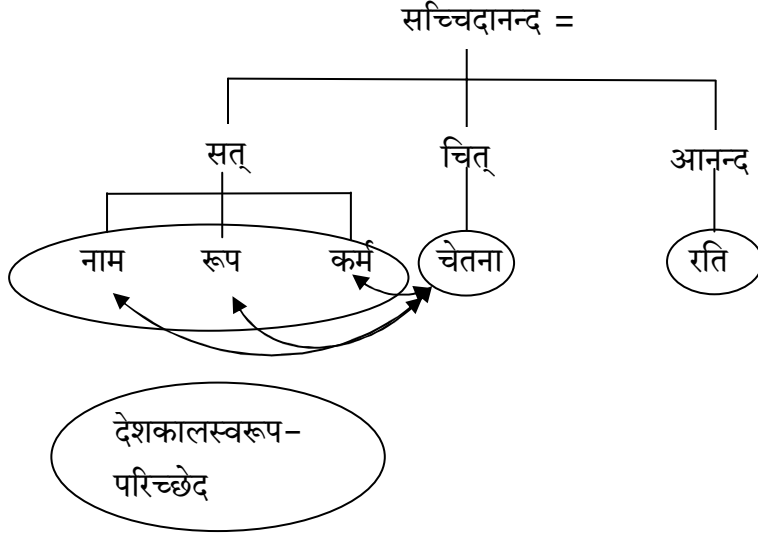 सच्चिदानन्द =
सत् चित् आनन्द
नाम रूप कर्म चेतना रति
देशकालस्वरूप-
परिच्छेद